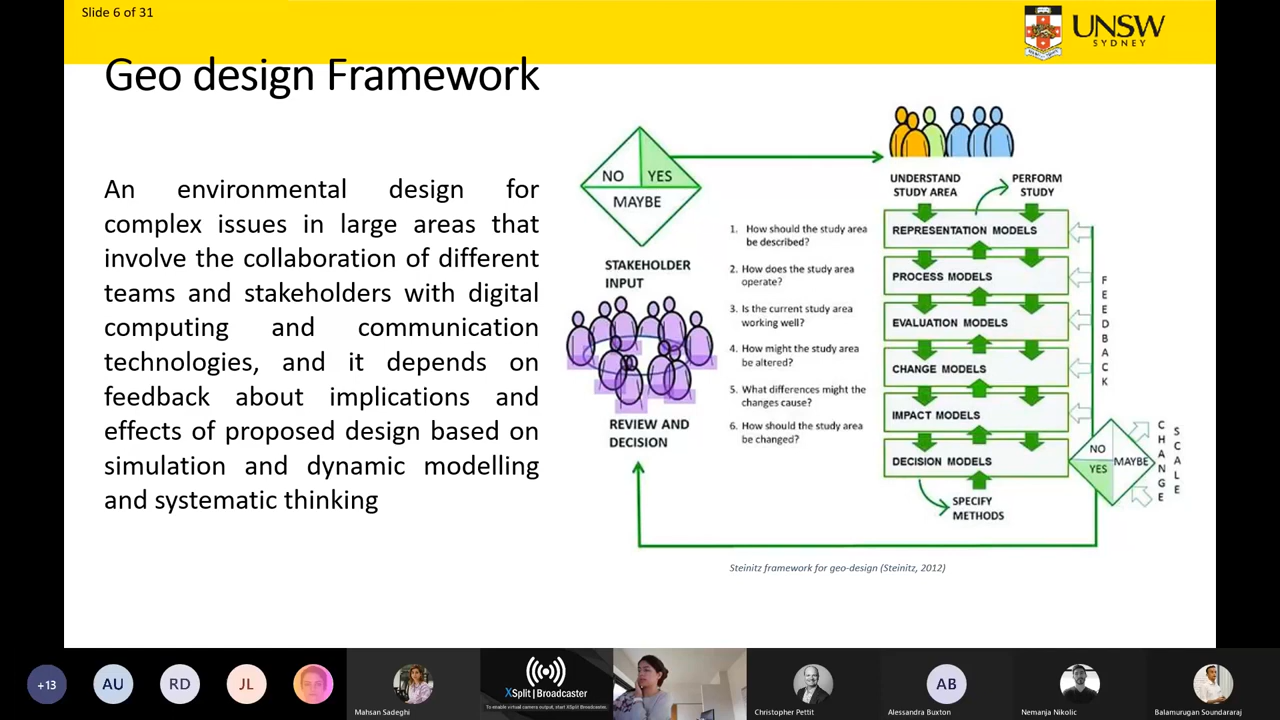 Slide 6 of 31
UNSW
SYDNEY
Geo design Framework
An environmental design for
complex issues in large areas that
involve the collaboration of different
teams and stakeholders with digital
computing and communication
technologies, and it depends on
feedback about implications and
effects of proposed design based on
simulation and dynamic modelling
and systematic thinking
NO YES
MAYBE
STAKEHOLDER
INPUT
REVIEW AND
DECISION
1. How should the study area
be described?
2. How does the study area
operate?
3. Is the current study area
working well?
4. How might the study area
be altered?
5. What differences might the
changes cause?
6. How should the study area
be changed?
UNDERSTAND
STUDY AREA
PERFORM
STUDY
REPRESENTATION MODELS
PROCESS MODELS
EVALUATION MODELS
CHANGE MODELS
IMPACT MODELS
DECISION MODELS
SPECIFY
METHODS
FEEDBACK
NO
YES
MAYBE
CHANGE
SCALE
Steinitz framework for geo-design (Steinitz, 2012)
+13
AU
RD
JL
Mahsan Sadeghi
XSplit|Broadcaster
To enable virtual camera output, start XSplit Broadcaster.
Christopher Pettit
AB
Alessandra Buxton
Nemanja Nikolic
Balamurugan Soundararaj